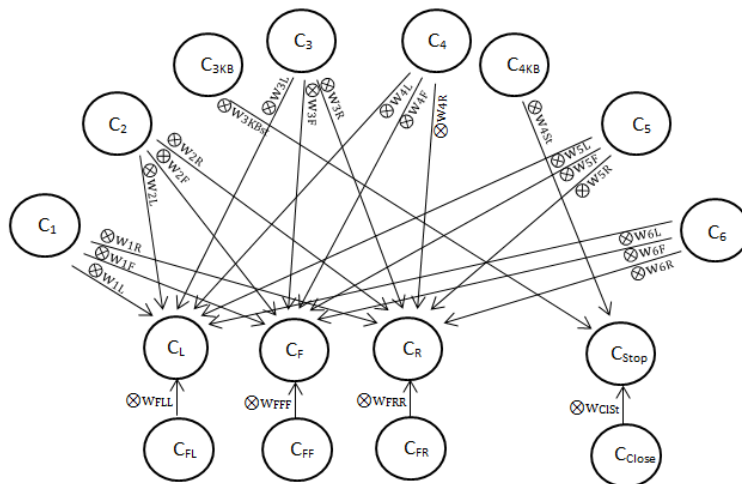 C3
C4
C3KB
C4KB
C2
C5
C1
C6
⊗W3L
⊗W3F
⊗W3R
⊗W4L
⊗W4F
⊗W4R
⊗W3KBst
⊗W4St
⊗W2R
⊗W2F
⊗W2L
⊗W5L
⊗W5F
⊗W5R
⊗W1R
⊗W1F
⊗W1L
⊗W6L
⊗W6F
⊗W6R
CL
CF
CR
CStop
⊗WFLL
⊗WFFF
⊗WFRR
⊗WClSt
CFL
CFF
CFR
CClose